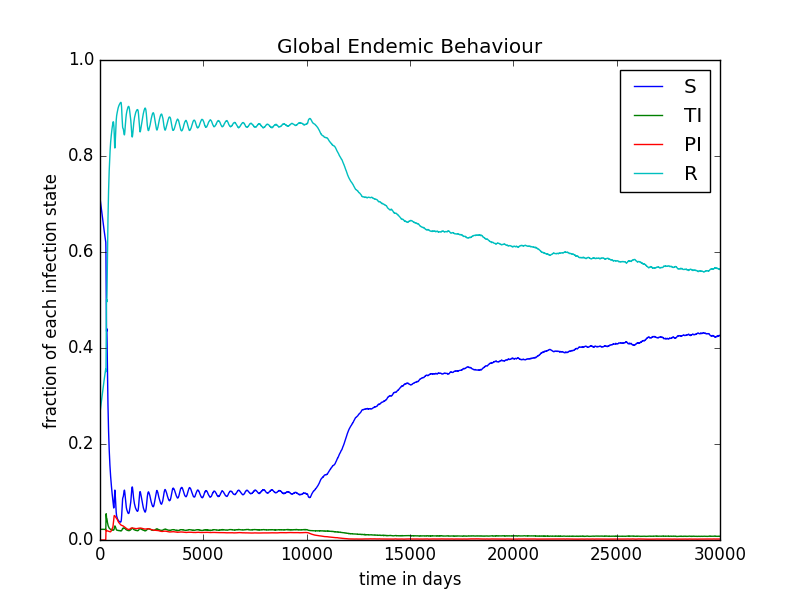 Global Endemic Behaviour
fraction of each infection state
1.0
0.8
0.6
0.4
0.2
0.0
0
5000
10000
15000
20000
25000
30000
time in days
S
TI
PI
R